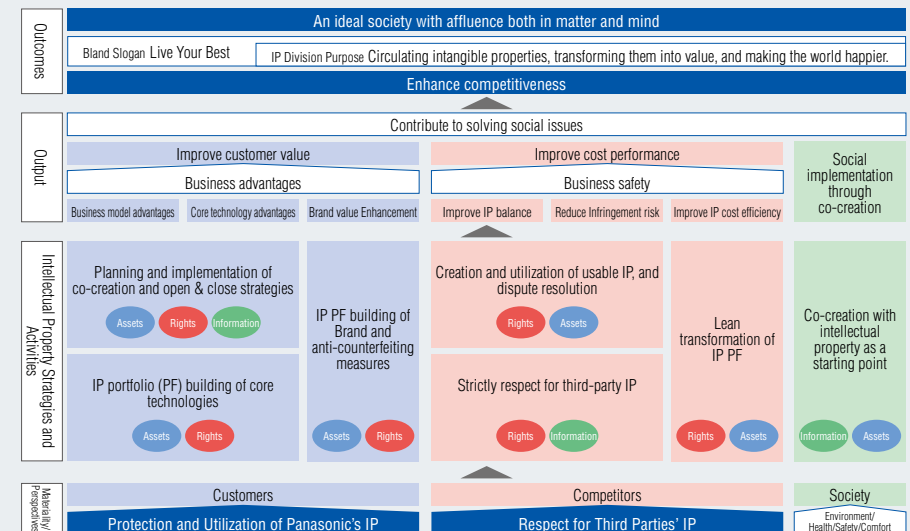 Outcomes
An ideal society with affluence both in matter and mind
Bland Slogan Live Your Best
IP Division Purpose Circulating intangible properties, transforming them into value, and making the world happier.
Enhance competitiveness
Output
Contribute to solving social issues
Improve customer value
Business advantages
Business model advantages
Core technology advantages
Brand value Enhancement
Improve cost performance
Business safety
Improve IP balance
Reduce Infringement risk
Improve IP cost efficiency
Social
implementation
through
co-creation
Intellectual Property Strategies and
Activities
Planning and implementation of
co-creation and open & close strategies
Assets
Rights
Information
IP portfolio (PF) building of core
technologies
Assets
Rights
IP PF building of
Brand and
anti-counterfeiting
measures
Assets
Rights
Creation and utilization of usable IP, and
dispute resolution
Rights
Assets
Strictly respect for third-party IP
Rights
Information
Lean
transformation of
IP PF
Rights
Assets
Co-creation with
intellectual
property as a
starting point
Information
Assets
Materiality/
Perspectives
Customers
Protection and Utilization of Panasonic's IP
Competitors
Respect for Third Parties' IP
Society
Environment/
Health/Safety/Comfort